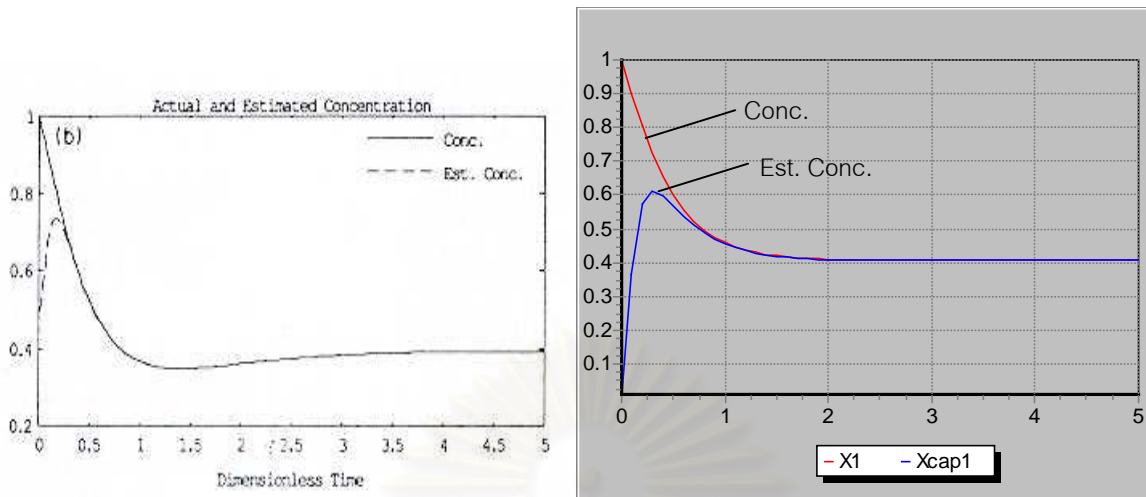 Actual and Estimated Concentration
(b)
Conc.
Est. Conc.
1
0.8
0.6
0.4
0.2
0 0.5 1 1.5 2 2.5 3 3.5 4 4.5 5
Dimensionless Time
1
0.9
0.8
0.7
0.6
0.5
0.4
0.3
0.2
0.1
0 1 2 3 4 5
Conc.
Est. Conc.
X1 Xcap1